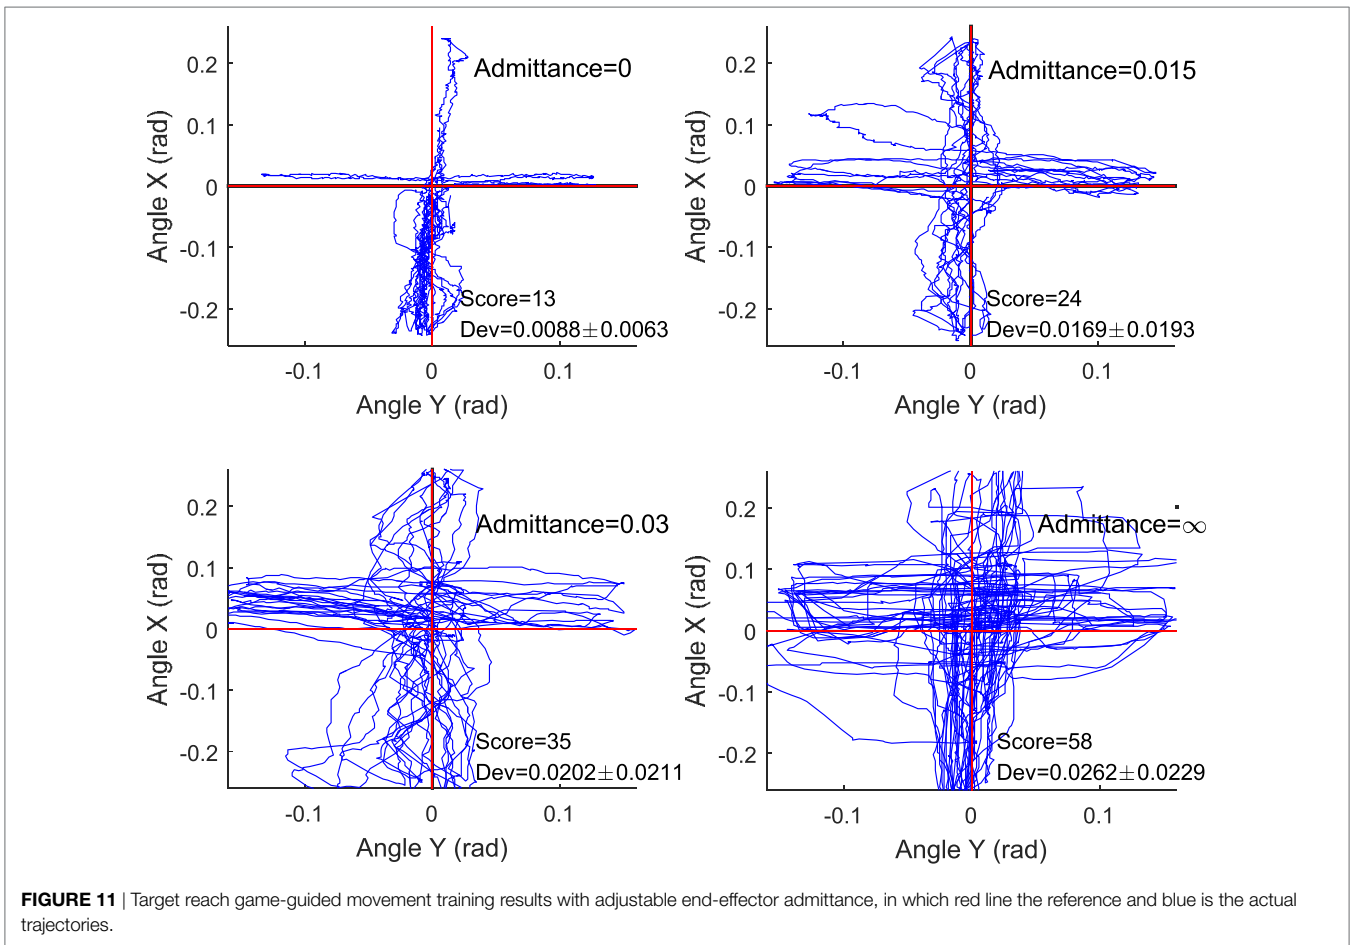 0.2
0.1
0
-0.1
-0.2
Angle X (rad)
Admittance=0
Score=13
Dev=0.0088±0.0063
-0.1 0 0.1
Angle Y (rad)
0.2
0.1
0
-0.1
-0.2
Angle X (rad)
Admittance=0.015
Score=24
Dev=0.0169±0.0193
-0.1 0 0.1
Angle Y (rad)
0.2
0.1
0
-0.1
-0.2
Angle X (rad)
Admittance=0.03
Score=35
Dev=0.0202±0.0211
-0.1 0 0.1
Angle Y (rad)
0.2
0.1
0
-0.1
-0.2
Angle X (rad)
Admittance=∞
Score=58
Dev=0.0262±0.0229
-0.1 0 0.1
Angle Y (rad)
FIGURE 11 | Target reach game-guided movement training results with adjustable end-effector admittance, in which red line the reference and blue is the actual
trajectories.